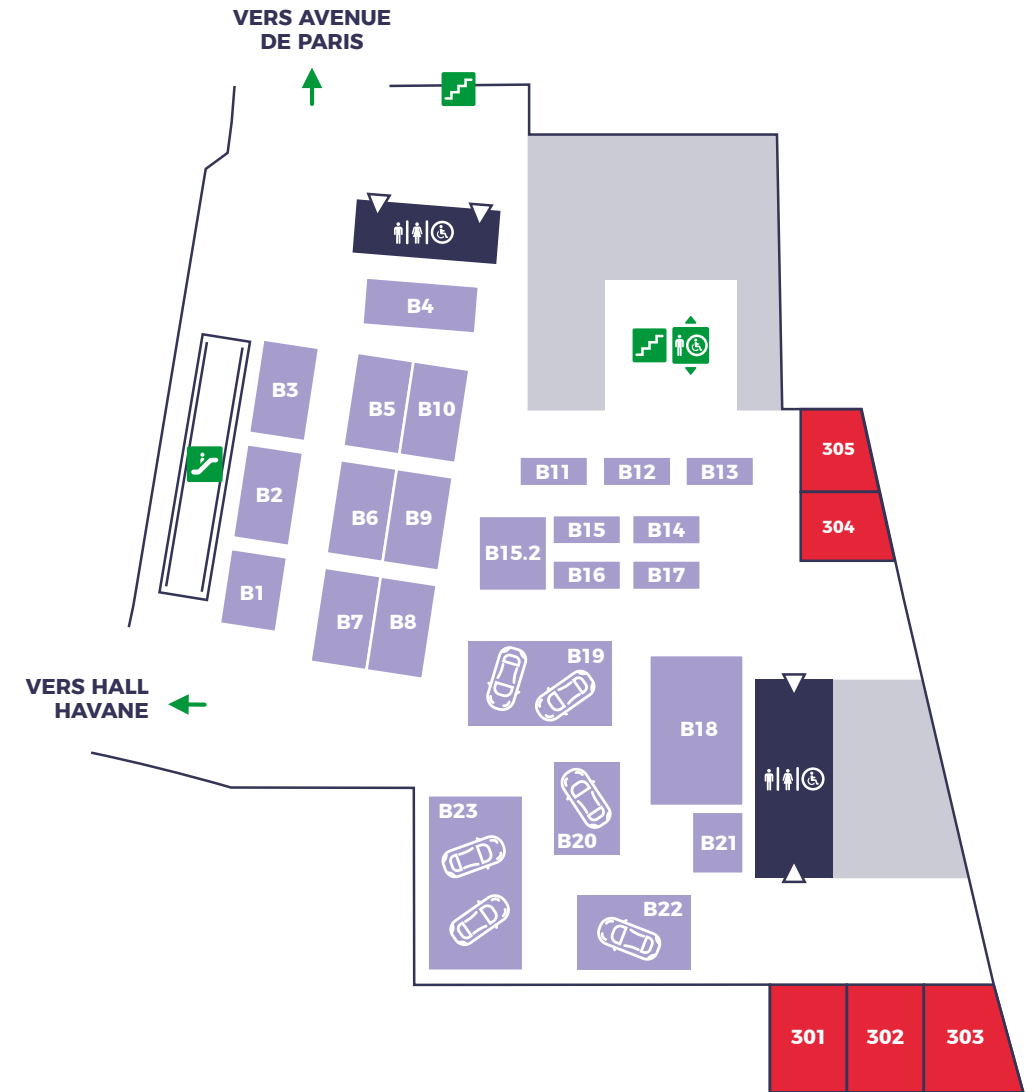 VERS AVENUE
DE PARIS
B4
B3
B5
B10
305
B11
B12
B13
B2
B6
B9
304
B15
B14
B15.2
B16
B17
B1
B7
B8
B19
VERS HALL
HAVANE
B18
B23
B20
B21
B22
301
302
303